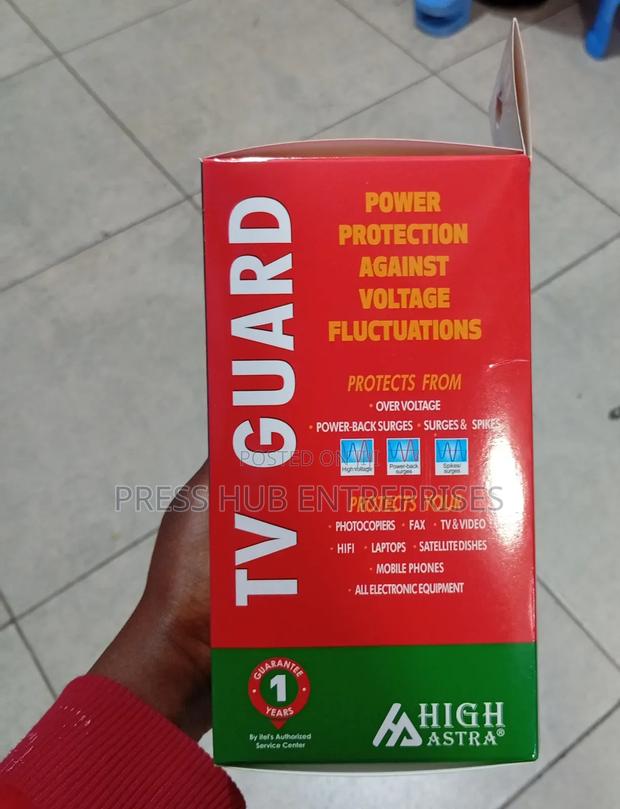 TV GUARD
POWER
PROTECTION
AGAINST
VOLTAGE
FLUCTUATIONS
PROTECTS FROM
• OVER VOLTAGE
• POWER-BACK SURGES • SURGES & SPIKES
High Voltage
Power-back
surges
Spikes/
surges
POSTED ON
PRESS HUB ENTREPRISES
PROTECTS YOUR
• PHOTOCOPIERS • FAX • TV & VIDEO
• HIFI • LAPTOPS • SATELLITE DISHES
• MOBILE PHONES
• ALL ELECTRONIC EQUIPMENT
GUARANTEE
1
YEARS
By itel's Authorized
Service Center
HIGH
ASTRA®